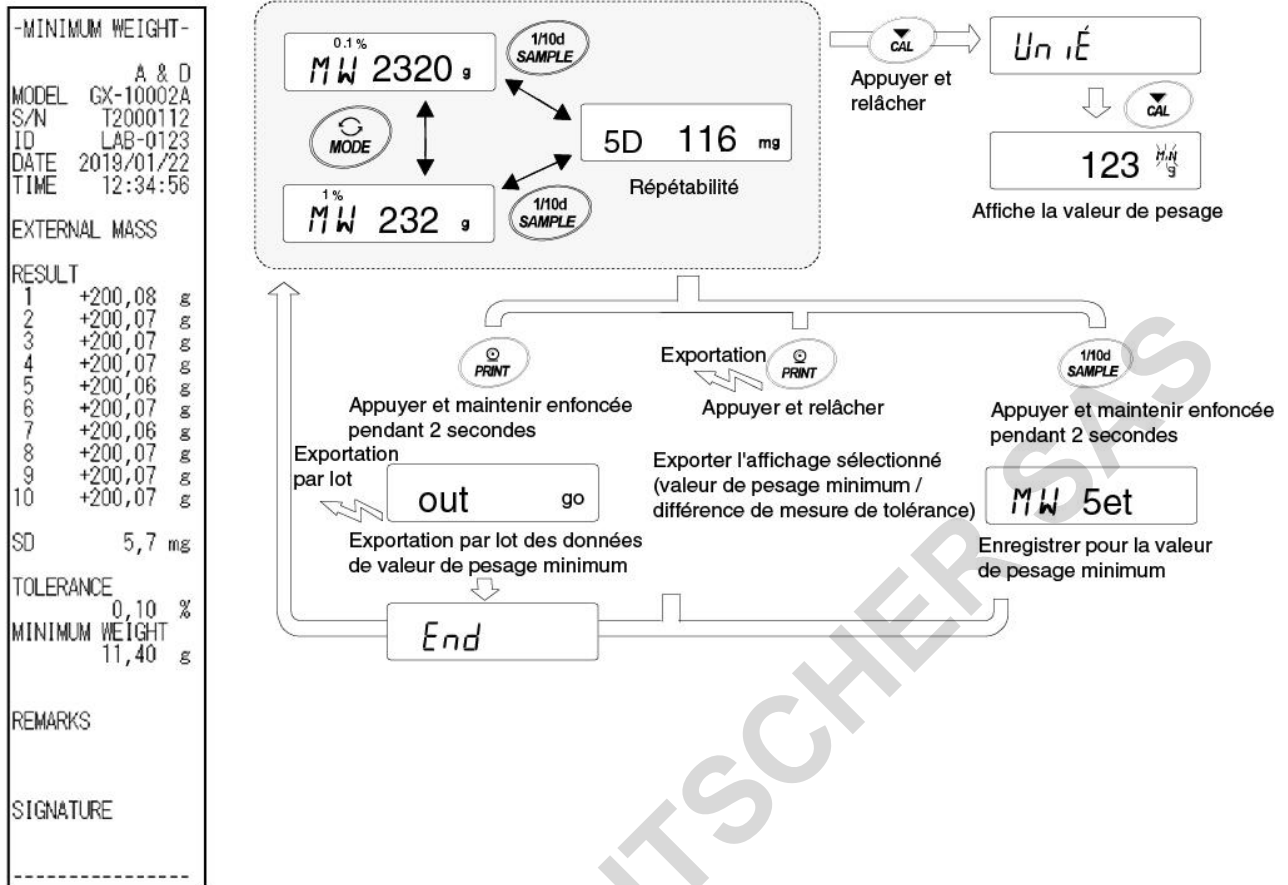 -MINIMUM WEIGHT-
A & D
MODEL GX-10002A
S/N T2000112
ID LAB-0123
DATE 2019/01/22
TIME 12:34:56
EXTERNAL MASS
RESULT
1 +200,08 g
2 +200,07 g
3 +200,07 g
4 +200,07 g
5 +200,06 g
6 +200,07 g
7 +200,06 g
8 +200,07 g
9 +200,07 g
10 +200,07 g
SD 5,7 mg
TOLERANCE
0,10 %
MINIMUM WEIGHT
11,40 g
REMARKS
SIGNATURE
----------------
0.1 %
MW 2320 g
1/10d
SAMPLE
MODE
5D 116 mg
Répétabilité
1 %
MW 232 g
1/10d
SAMPLE
CAL
Appuyer et
relâcher
Un iÉ
CAL
123 MIN g
Affiche la valeur de pesage
PRINT
Appuyer et maintenir enfoncée
pendant 2 secondes
Exportation
par lot
out go
Exportation par lot des données
de valeur de pesage minimum
End
Exportation
PRINT
Appuyer et relâcher
Exporter l'affichage sélectionné
(valeur de pesage minimum /
différence de mesure de tolérance)
1/10d
SAMPLE
Appuyer et maintenir enfoncée
pendant 2 secondes
MW 5et
Enregistrer pour la valeur
de pesage minimum
TSCHER SAS